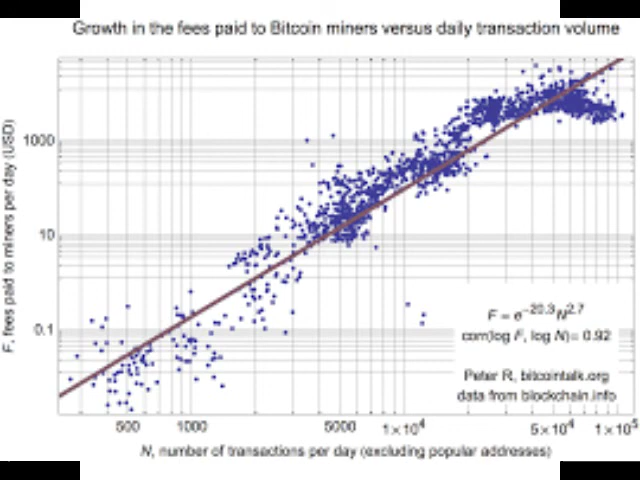 Growth in the fees paid to Bitcoin miners versus daily transaction volume
F, fees paid to miners per day (USD)
1000
10
0.1
F = e^-20.3 N^2.7
corr(log F, log N) = 0.92
Peter R, bitcointalk.org
data from blockchain.info
500 1000 5000 1×10^4 5×10^4 1×10^5
N, number of transactions per day (excluding popular addresses)